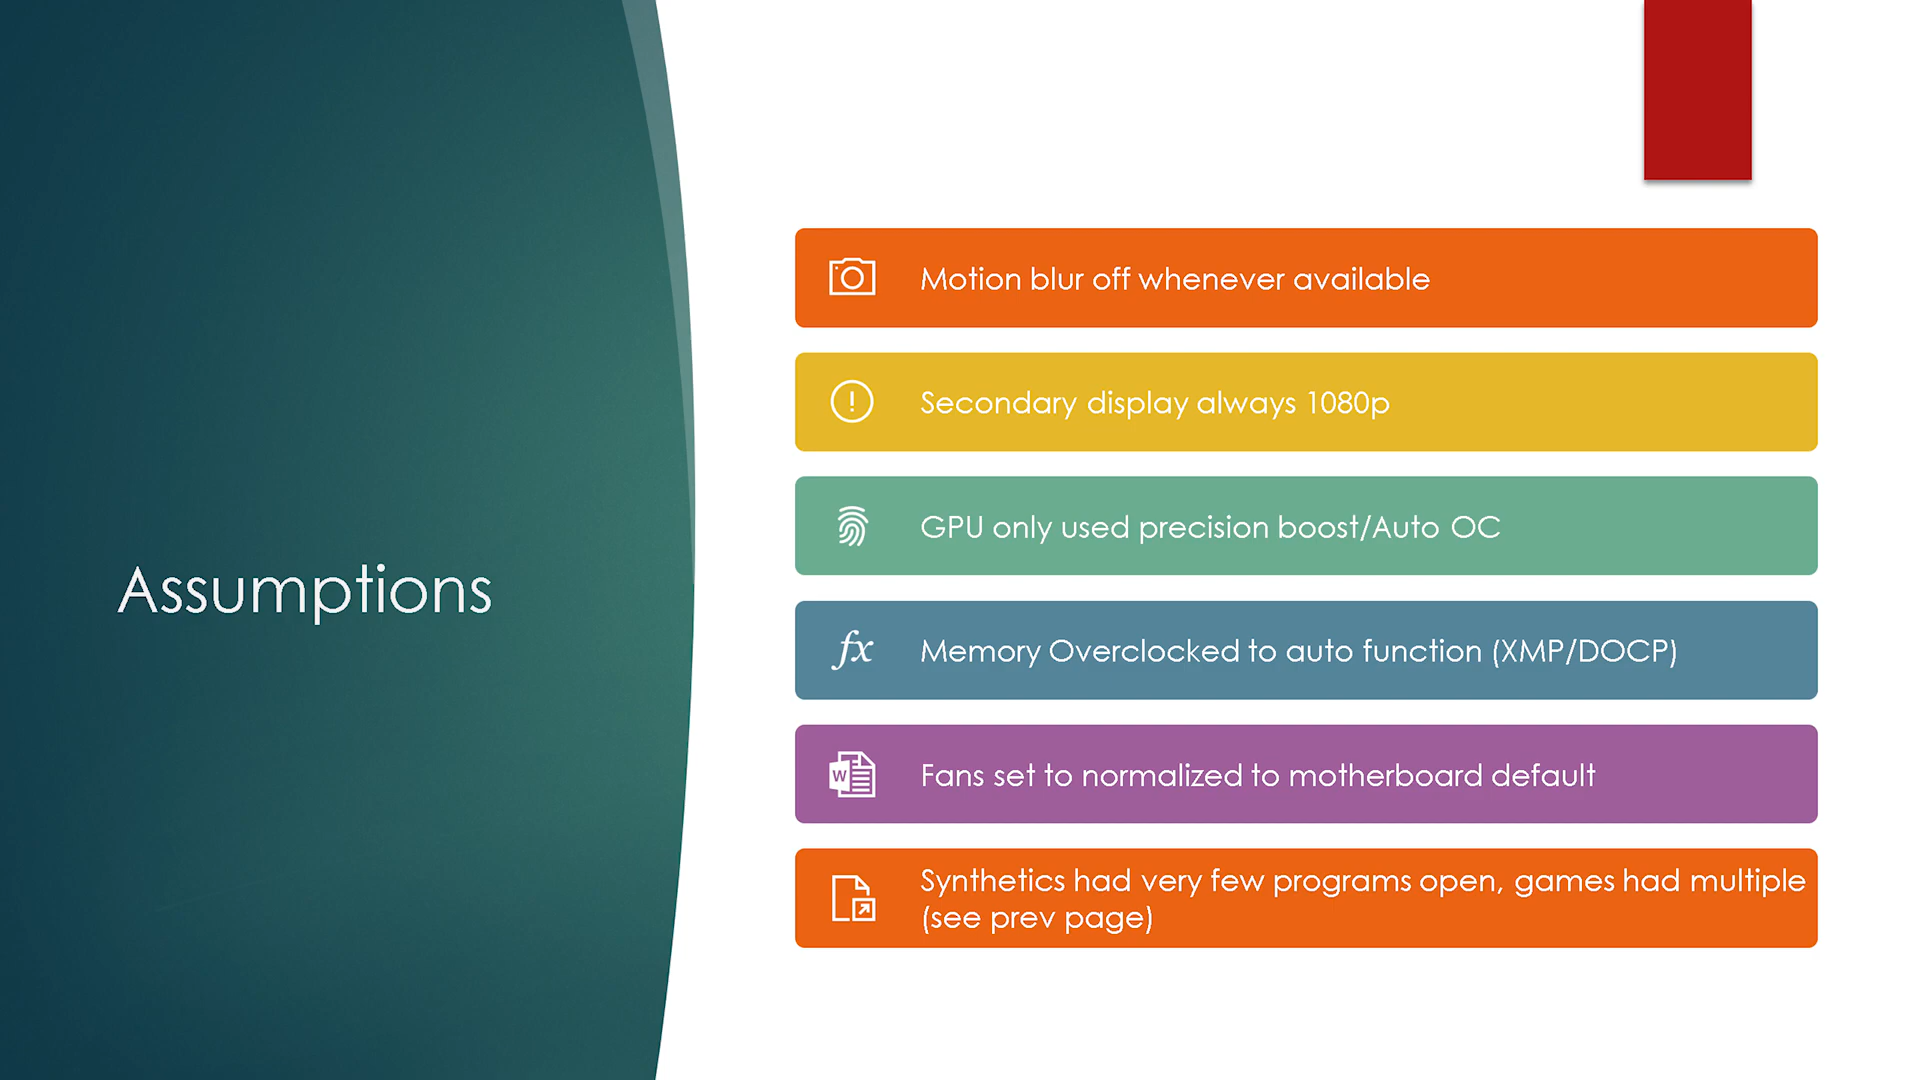 Assumptions
Motion blur off whenever available
Secondary display always 1080p
GPU only used precision boost/Auto OC
fx
Memory Overclocked to auto function (XMP/DOCP)
W
Fans set to normalized to motherboard default
Synthetics had very few programs open, games had multiple
(see prev page)